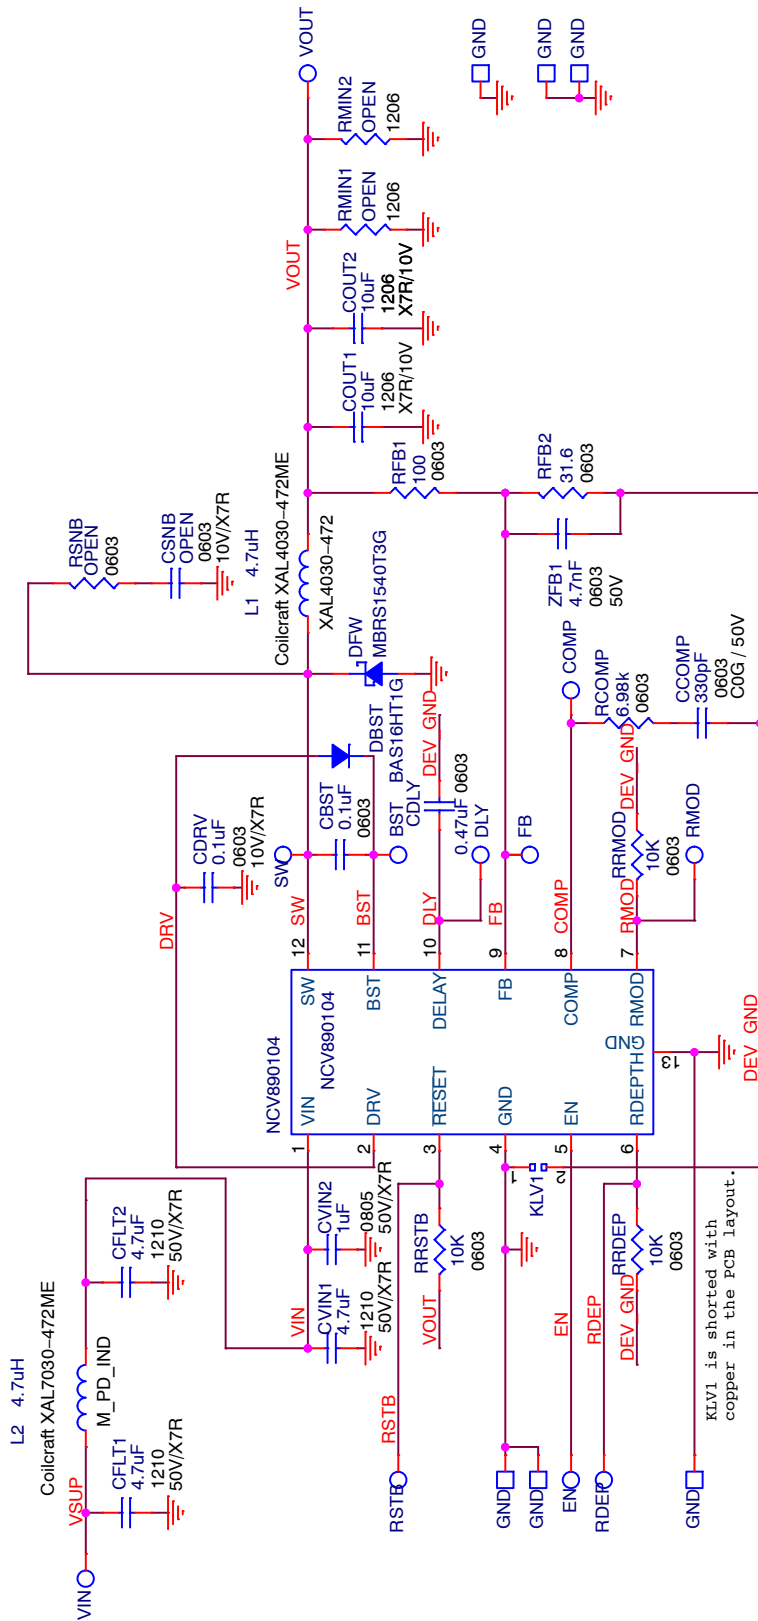 L2 4.7uH
Coilcraft XAL7030-472ME
VSUP
M_PD_IND
VIN
CFLT1
4.7uF
1210
50V/X7R
CFLT2
4.7uF
1210
50V/X7R
VIN
CVIN1
4.7uF
1210
50V/X7R
CVIN2
1uF
0805
50V/X7R
DRV
CDRV
0.1uF
0603
10V/X7R
RSNB
OPEN
0603
CSNB
OPEN
0603
10V/X7R
NCV890104
NCV890104
1
VIN
2
DRV
3
RESET
4
GND
5
EN
6
RDEPTH
12
SW
11
BST
10
DELAY
9
FB
8
COMP
7
RMOD
13
GND
SW
SW
BST
BST
CBST
0.1uF
0603
DBST
BAS16HT1G
DFW
MBRS1540T3G
L1 4.7uH
Coilcraft XAL4030-472ME
XAL4030-472
VOUT
VOUT
COUT1
10uF
1206
X7R/10V
COUT2
10uF
1206
X7R/10V
RMIN1
OPEN
1206
RMIN2
OPEN
1206
GND
GND
GND
DLY
CDLY
0.47uF
0603
DEV GND
DLY
FB
FB
RFB1
100
0603
RFB2
31.6
0603
ZFB1
4.7nF
0603
50V
COMP
COMP
RCOMP
6.98k
0603
CCOMP
330pF
0603
C0G / 50V
RMOD
RRMOD
10K
0603
DEV GND
RMOD
RSTB
RSTB
RRSTB
10K
0603
VOUT
GND
GND
1
KLV1
2
EN
EN
RDEP
RDEP
RRDEP
10K
0603
DEV GND
GND
DEV GND
KLV1 is shorted with
copper in the PCB layout.